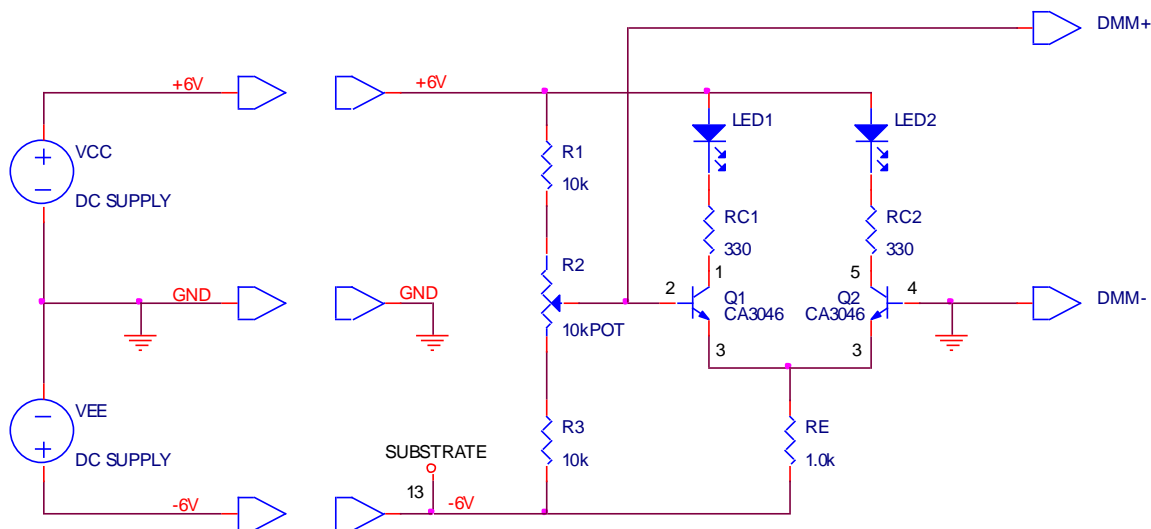 DMM+
+6V
+6V
LED1
LED2
+
VCC
-
DC SUPPLY
R1
10k
RC1
330
RC2
330
R2
10kPOT
GND
GND
1
2
Q1
CA3046
3
5
4
Q2
CA3046
3
DMM-
VEE
-
+
DC SUPPLY
R3
10k
RE
1.0k
SUBSTRATE
13
-6V
-6V